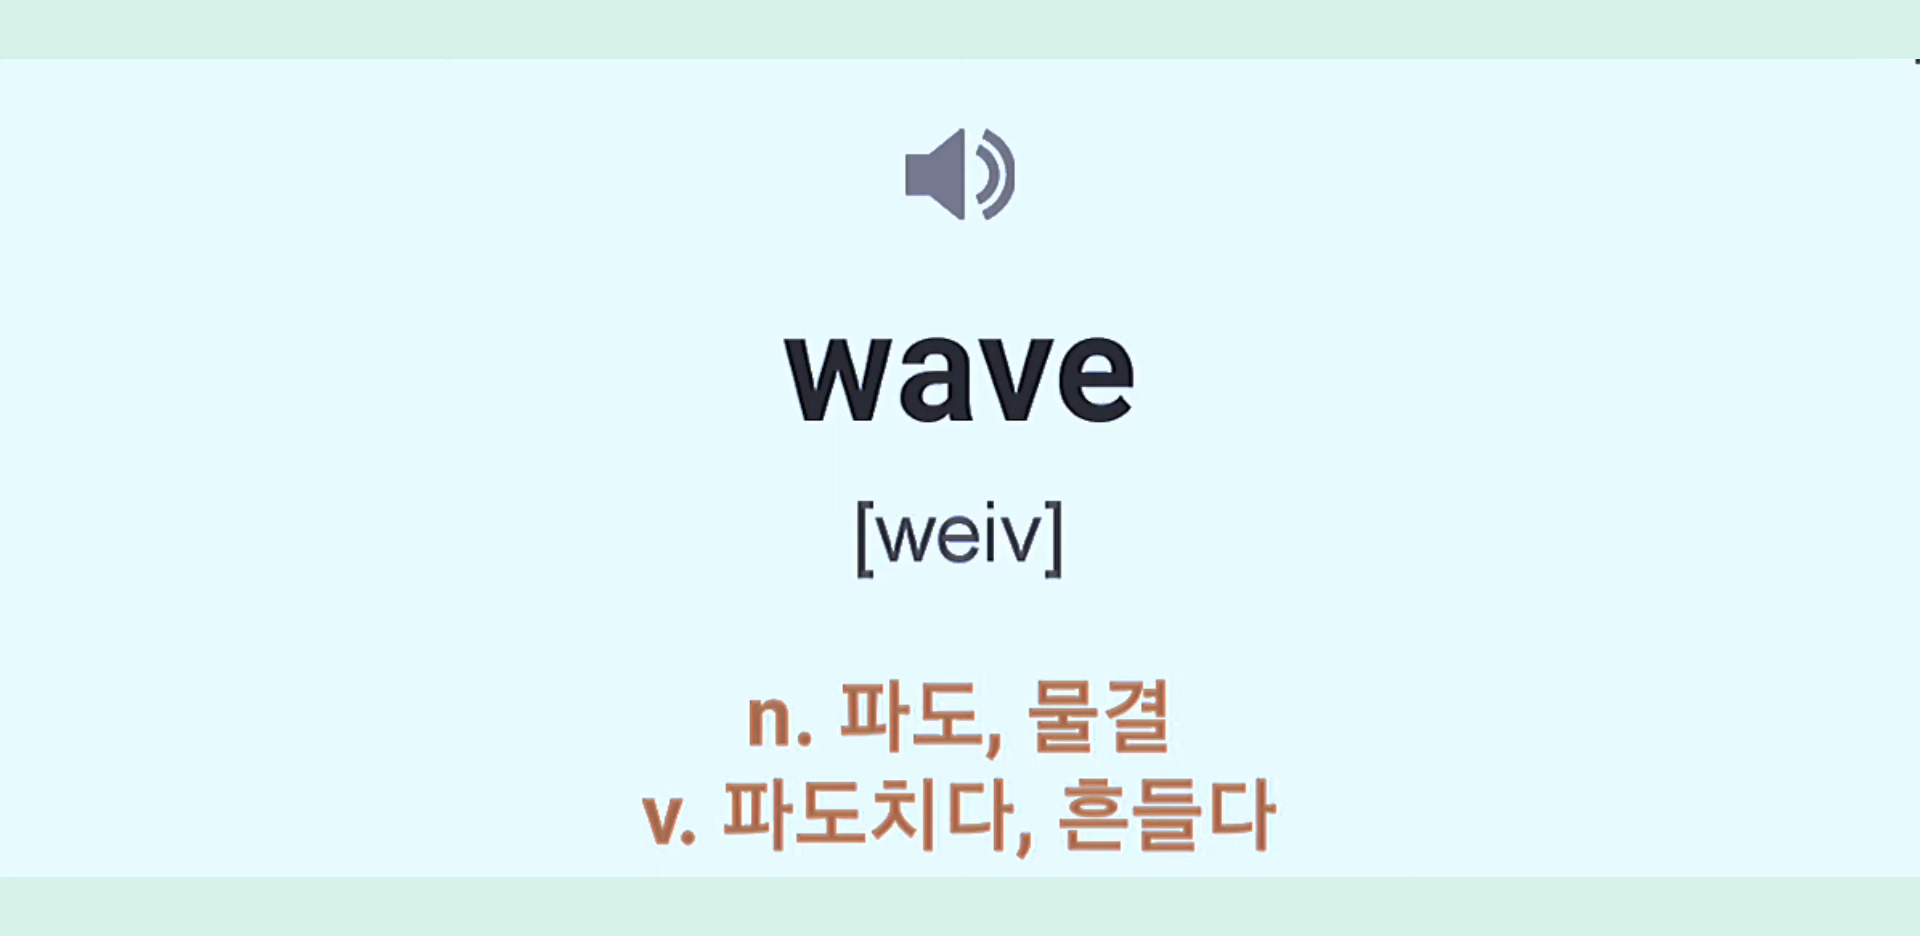 wave
[weiv]
n. 파도, 물결
v. 파도치다, 흔들다